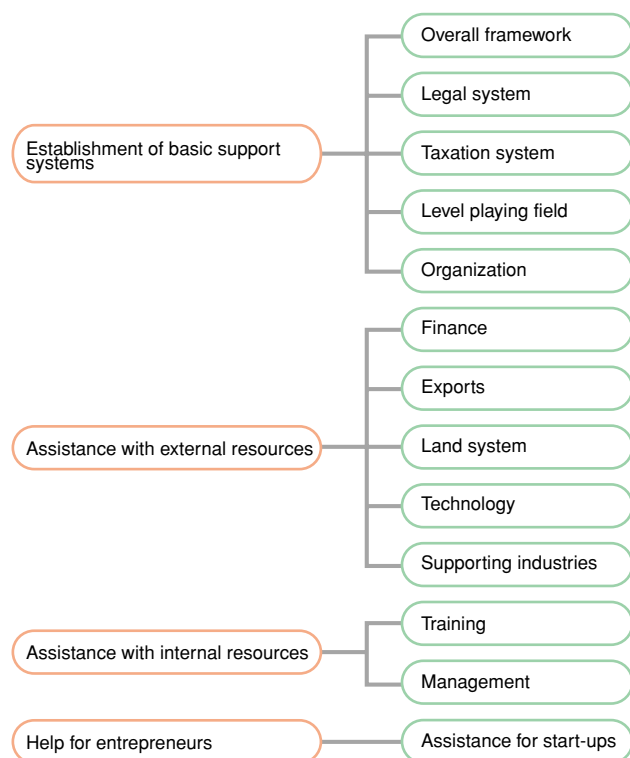 Overall framework
Legal system
Establishment of basic support
systems
Taxation system
Level playing field
Organization
Finance
Exports
Assistance with external resources
Land system
Technology
Supporting industries
Training
Assistance with internal resources
Management
Help for entrepreneurs
Assistance for start-ups